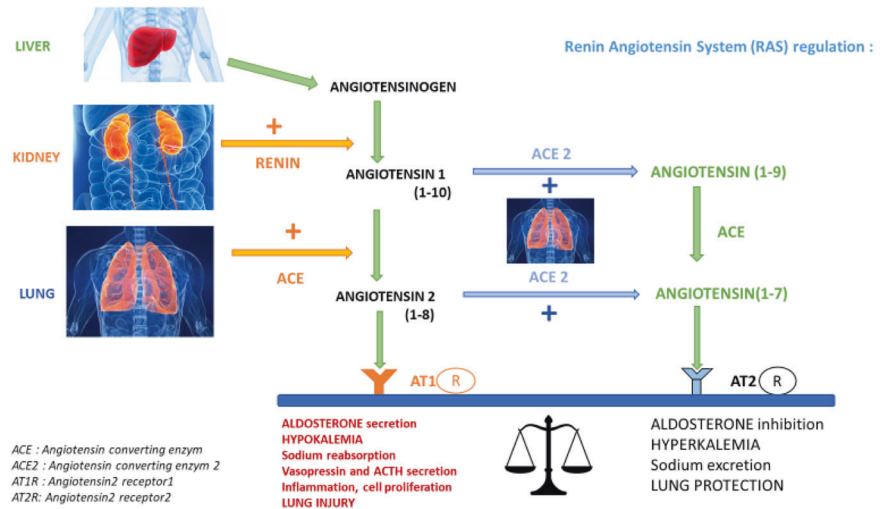 LIVER
Renin Angiotensin System (RAS) regulation :
ANGIOTENSINOGEN
+
KIDNEY
RENIN
ANGIOTENSIN 1
(1-10)
ACE 2
+
ANGIOTENSIN (1-9)
+
ACE
LUNG
ACE
ANGIOTENSIN 2
(1-8)
ACE 2
+
ANGIOTENSIN(1-7)
AT1 R
AT2 R
ALDOSTERONE secretion
HYPOKALEMIA
Sodium reabsorption
Vasopressin and ACTH secretion
Inflammation, cell proliferation
LUNG INJURY
ALDOSTERONE inhibition
HYPERKALEMIA
Sodium excretion
LUNG PROTECTION
ACE : Angiotensin converting enzym
ACE2 : Angiotensin converting enzym 2
AT1R : Angiotensin2 receptor1
AT2R: Angiotensin2 receptor2